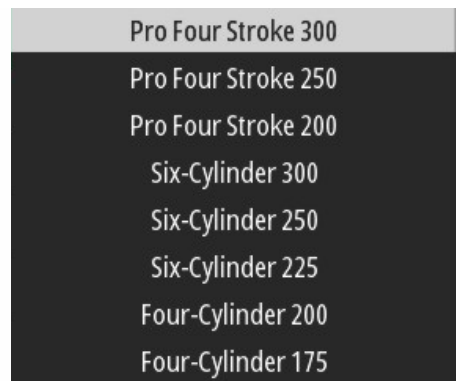 Pro Four Stroke 300
Pro Four Stroke 250
Pro Four Stroke 200
Six-Cylinder 300
Six-Cylinder 250
Six-Cylinder 225
Four-Cylinder 200
Four-Cylinder 175